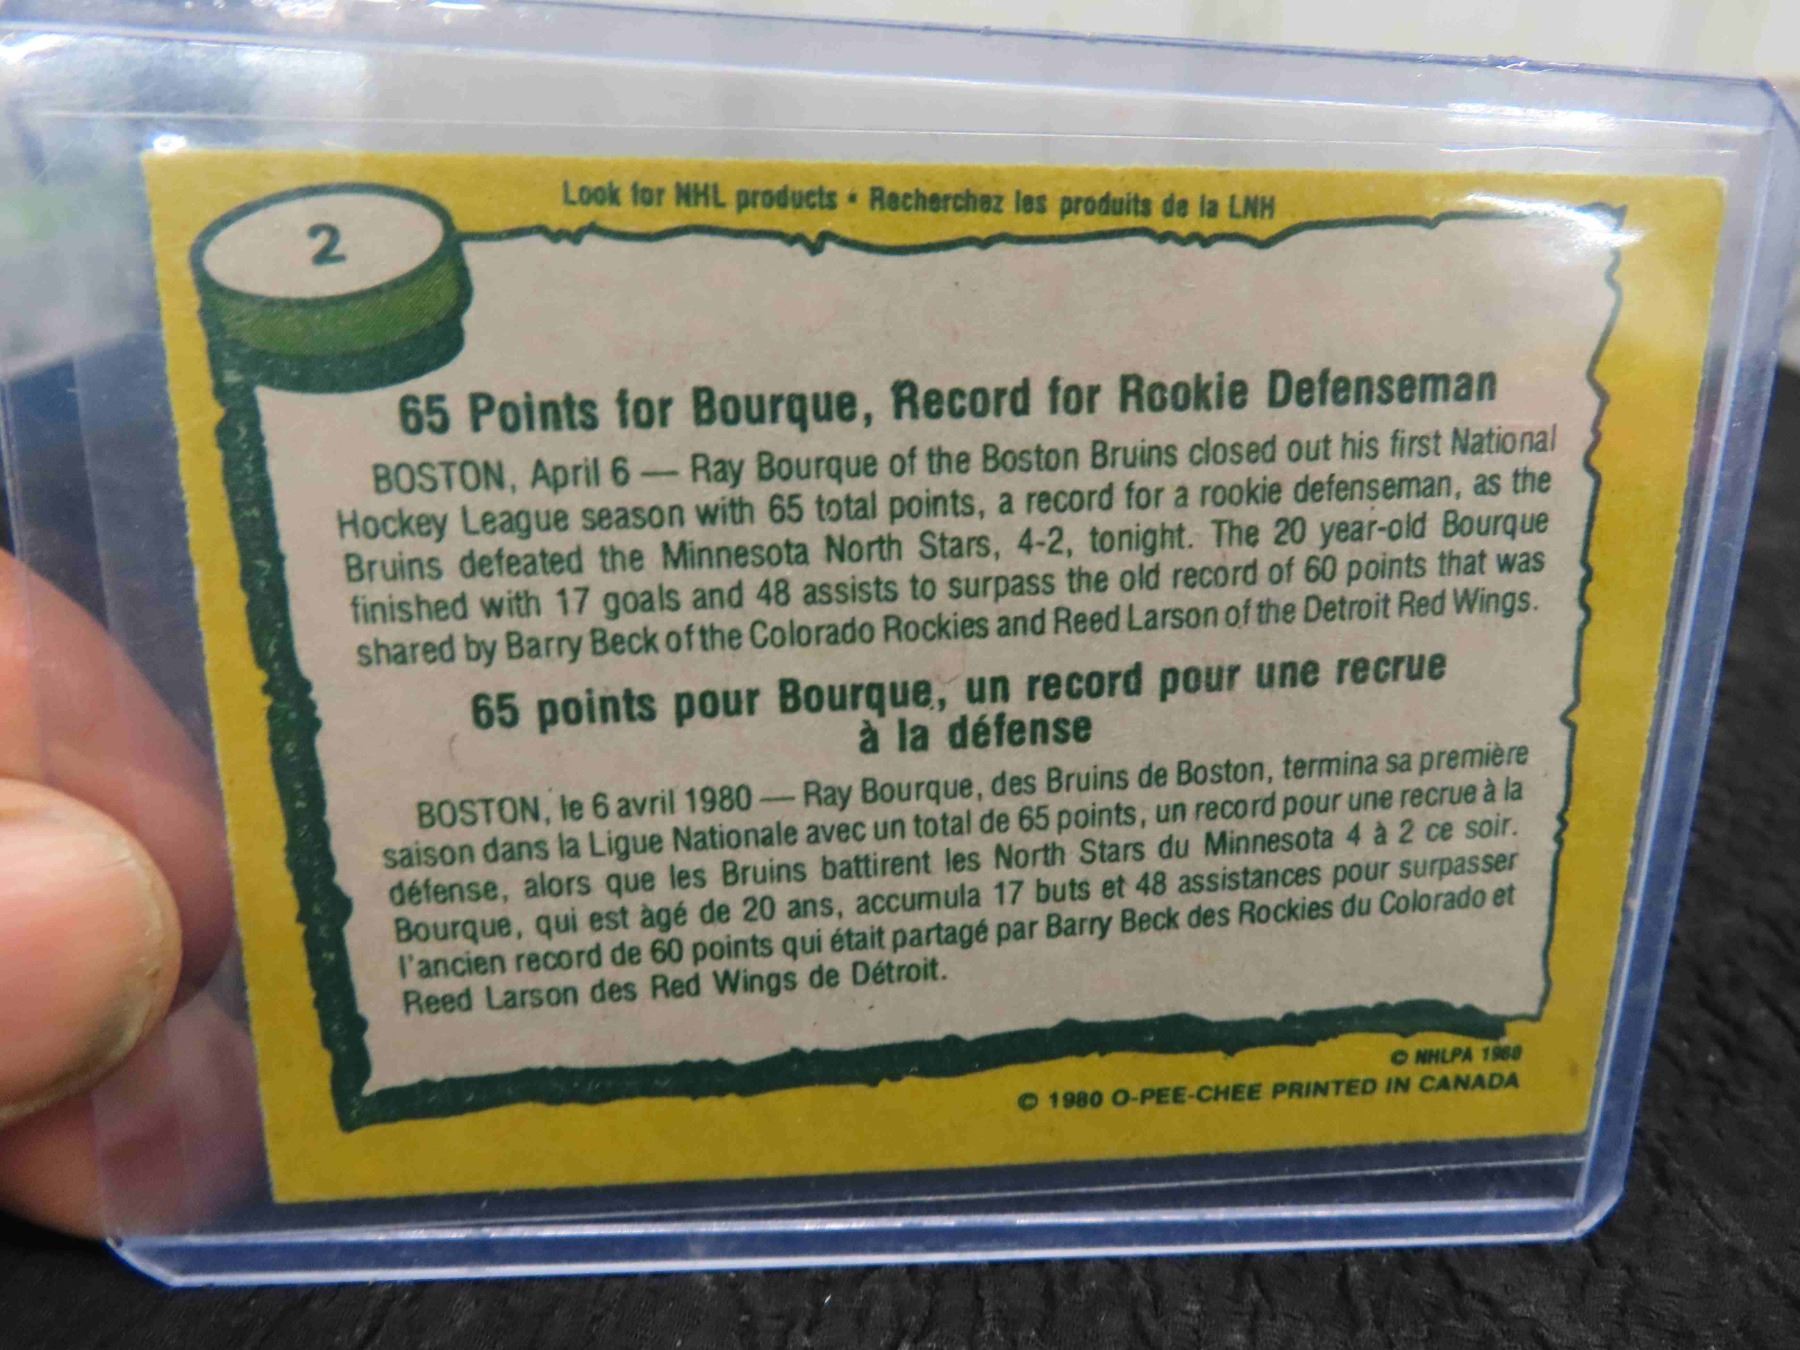 Look for NHL products • Recherchez les produits de la LNH
2
65 Points for Bourque, Record for Rookie Defenseman
BOSTON, April 6 — Ray Bourque of the Boston Bruins closed out his first National
Hockey League season with 65 total points, a record for a rookie defenseman, as the
Bruins defeated the Minnesota North Stars, 4-2, tonight. The 20 year-old Bourque
finished with 17 goals and 48 assists to surpass the old record of 60 points that was
shared by Barry Beck of the Colorado Rockies and Reed Larson of the Detroit Red Wings.
65 points pour Bourque, un record pour une recrue
à la défense
BOSTON, le 6 avril 1980 — Ray Bourque, des Bruins de Boston, termina sa première
saison dans la Ligue Nationale avec un total de 65 points, un record pour une recrue à la
défense, alors que les Bruins battirent les North Stars du Minnesota 4 à 2 ce soir.
Bourque, qui est àgé de 20 ans, accumula 17 buts et 48 assistances pour surpasser
l'ancien record de 60 points qui était partagé par Barry Beck des Rockies du Colorado et
Reed Larson des Red Wings de Détroit.
© NHLPA 1980
© 1980 O-PEE-CHEE PRINTED IN CANADA